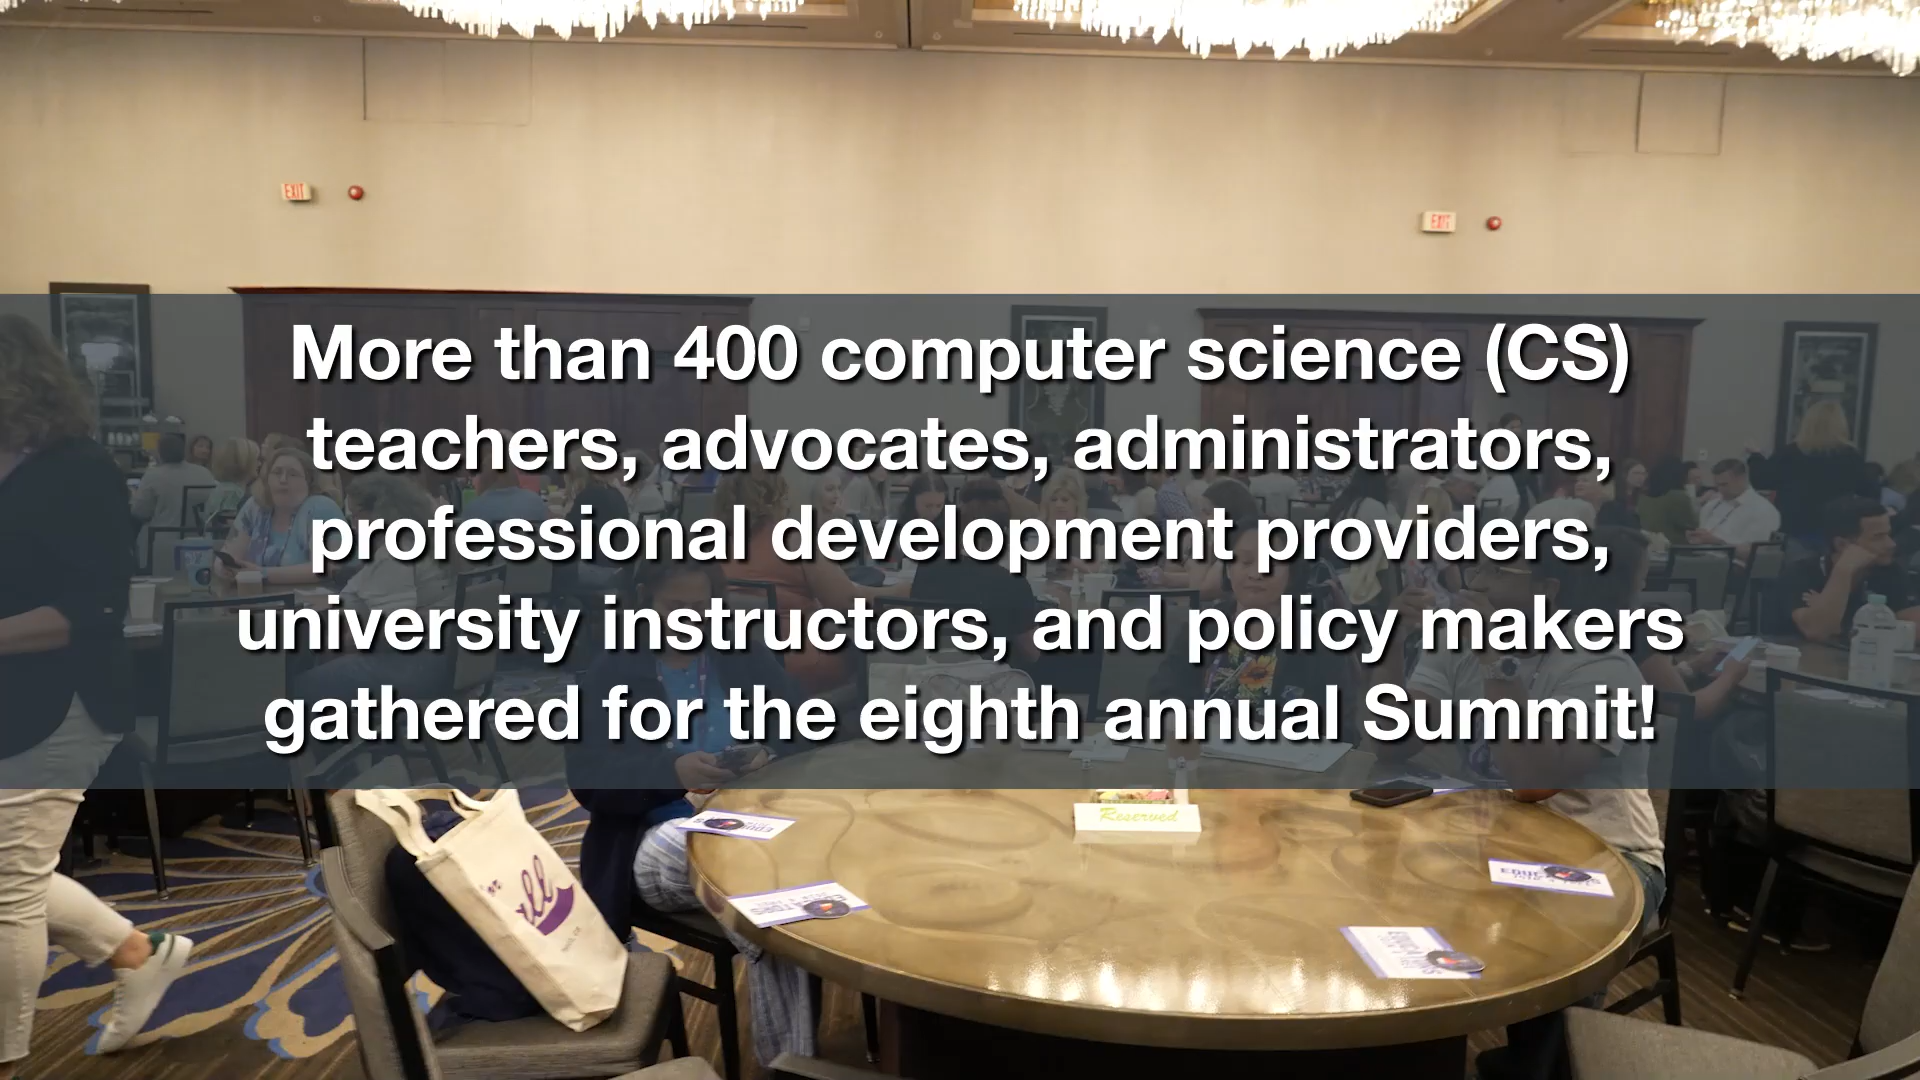 EXIT
EXIT
More than 400 computer science (CS)
teachers, advocates, administrators,
professional development providers,
university instructors, and policy makers
gathered for the eighth annual Summit!
Reserved